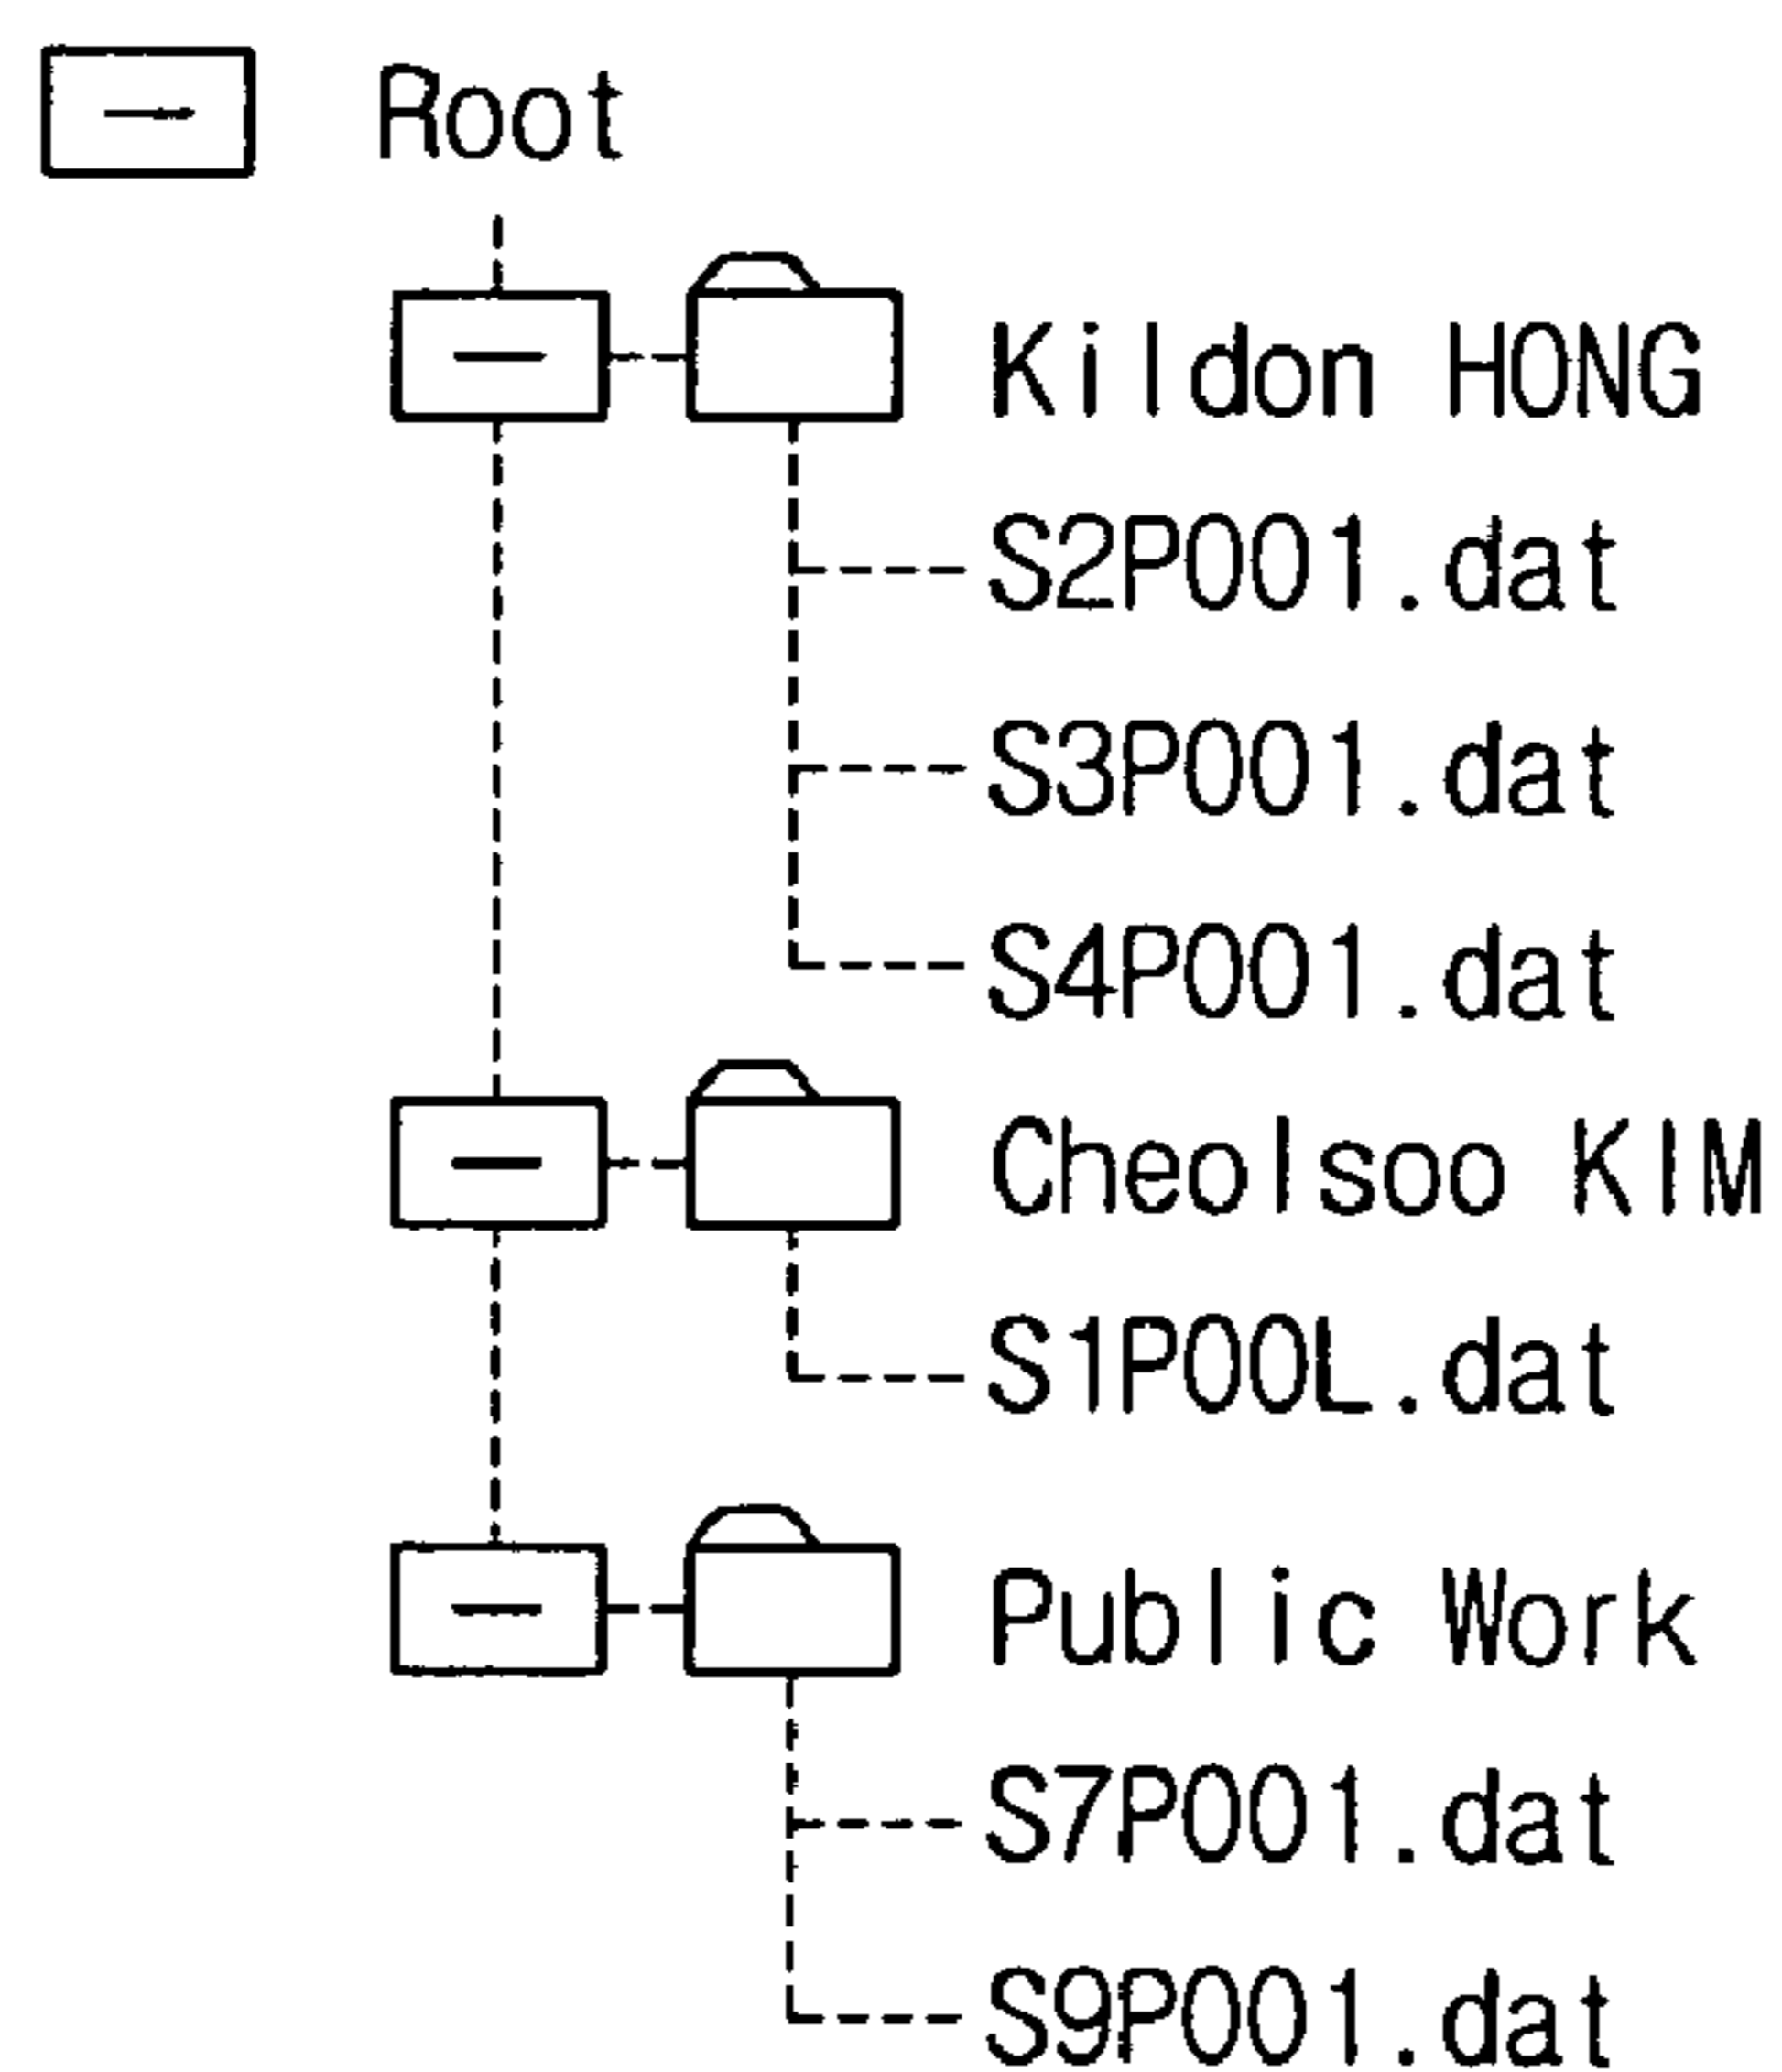 Root
Kildon HONG
S2P001.dat
S3P001.dat
S4P001.dat
Cheolsoo KIM
S1P00L.dat
Public Work
S7P001.dat
S9P001.dat